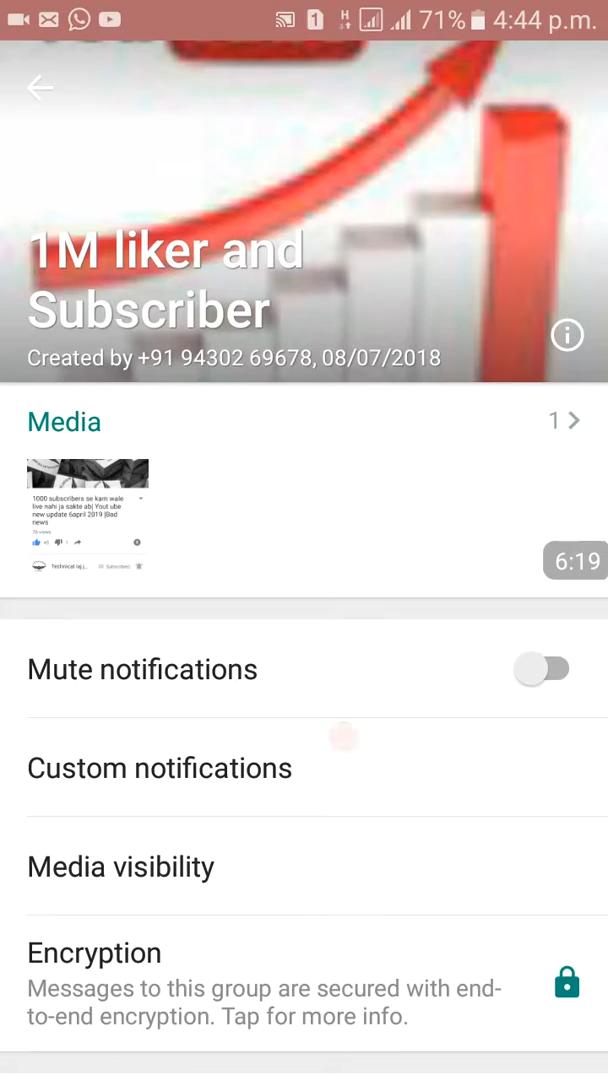 1 H 71% 4:44 p.m.
1M liker and
Subscriber
Created by +91 94302 69678, 08/07/2018
Media 1
1000 subscribers se kam wale
live nahi ja sakte ab| Yout ube
new update 6april 2019 |Bad
news
Technical raj j... Subscribed
6:19
Mute notifications
Custom notifications
Media visibility
Encryption
Messages to this group are secured with end-
to-end encryption. Tap for more info.